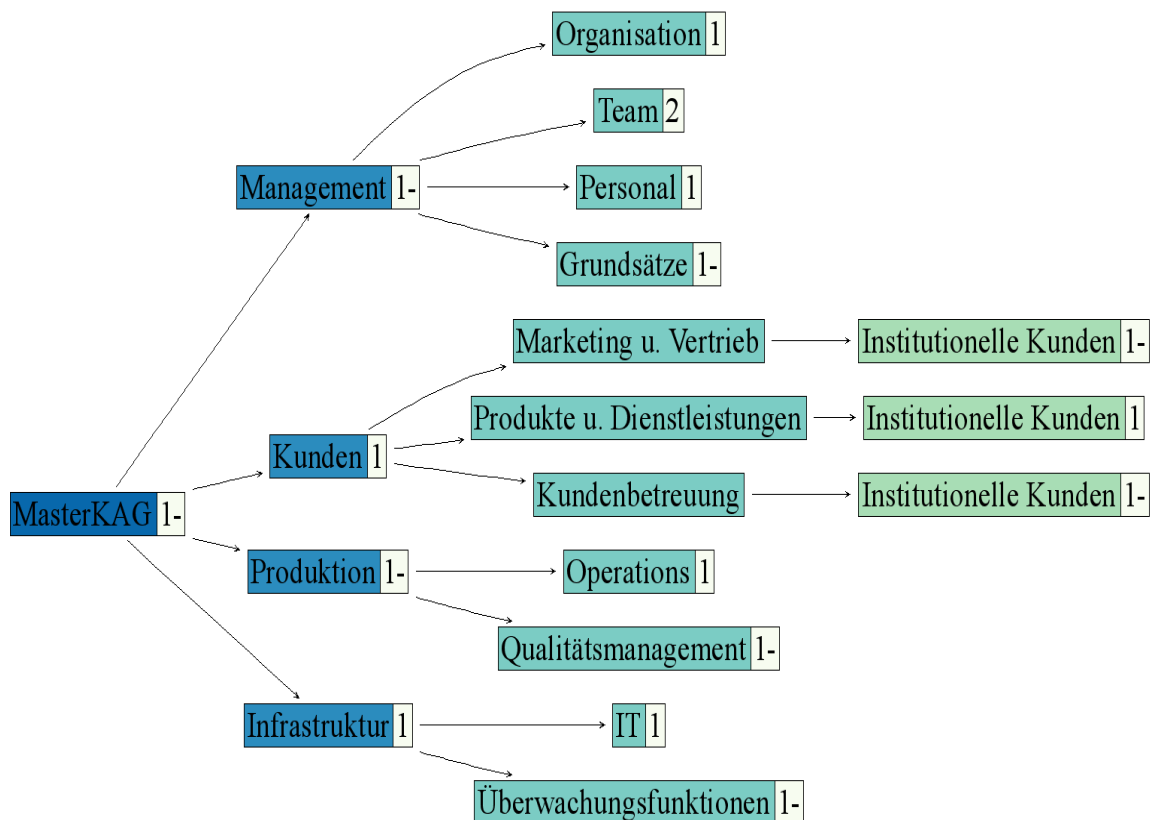 Organisation 1
Team 2
Management 1-
Personal 1
Grundsätze 1-
Marketing u. Vertrieb
Institutionelle Kunden 1-
Produkte u. Dienstleistungen
Institutionelle Kunden 1
Kunden 1
Kundenbetreuung
Institutionelle Kunden 1-
MasterKAG 1-
Produktion 1-
Operations 1
Qualitätsmanagement 1-
Infrastruktur 1
IT 1
Überwachungsfunktionen 1-